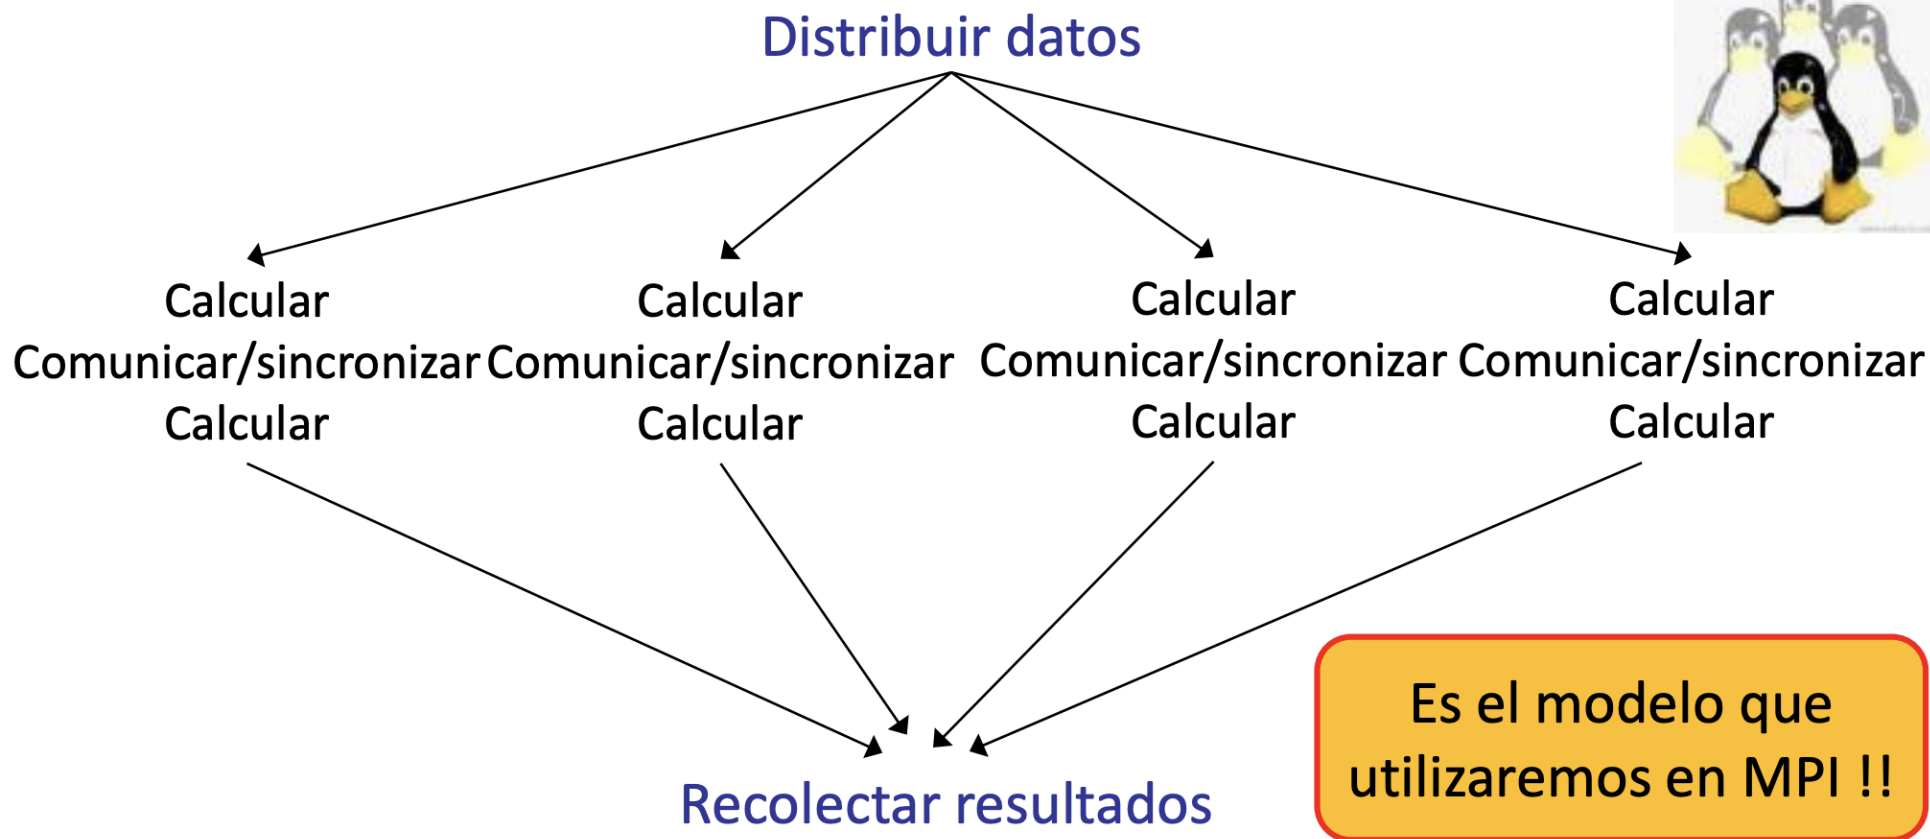 Distribuir datos
Calcular Calcular Calcular Calcular
Comunicar/sincronizar Comunicar/sincronizar Comunicar/sincronizar Comunicar/sincronizar
Calcular Calcular Calcular Calcular
Es el modelo que
utilizaremos en MPI !!
Recolectar resultados